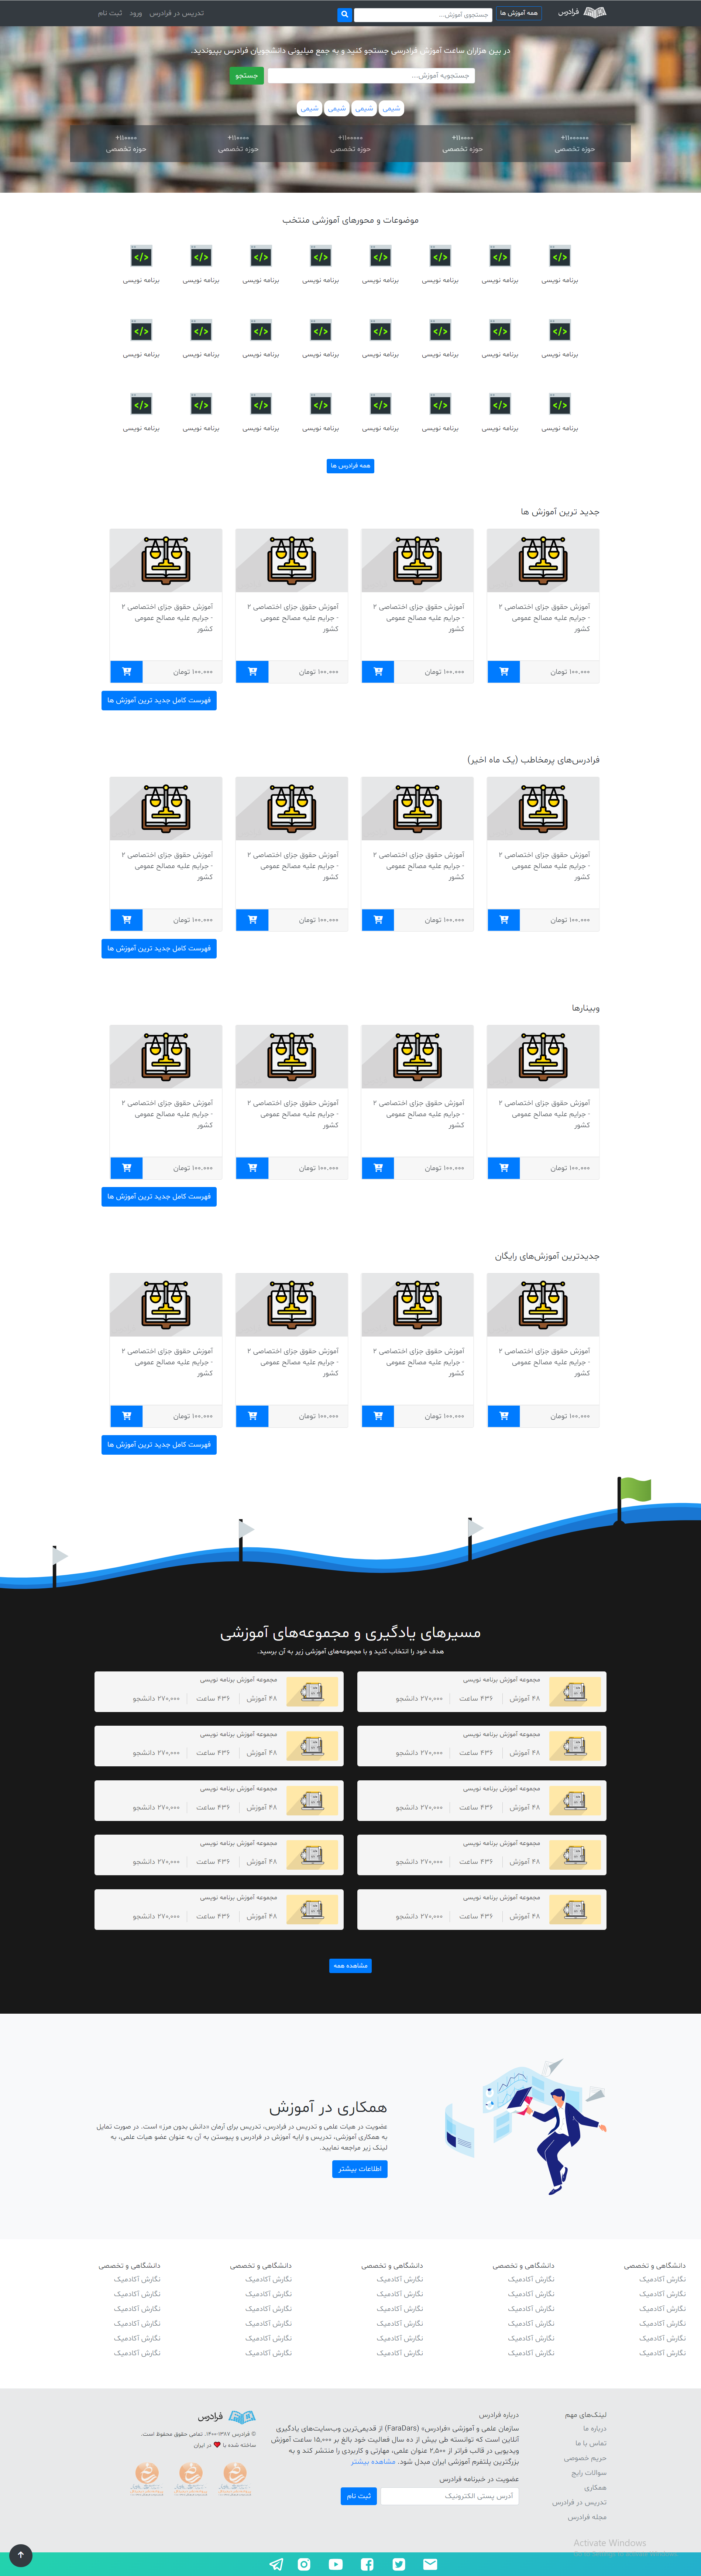 فرادرس
همه آموزش ها
جستجوی آموزش...
تدریس در فرادرس
ورود
ثبت نام
در بین هزاران ساعت آموزش فرادرسی جستجو کنید و به جمع میلیونی دانشجویان فرادرس بپیوندید.
جستجوبه آموزش...
جستجو
شیمی شیمی شیمی شیمی
+۱۱۰۰۰۰۰۰ +۱۱۰۰۰۰ +۱۱۰۰۰۰۰ +۱۱۰۰۰۰ +۱۱۰۰۰۰
حوزه تخصصی حوزه تخصصی حوزه تخصصی حوزه تخصصی حوزه تخصصی
موضوعات و محورهای آموزشی منتخب
برنامه نویسی برنامه نویسی برنامه نویسی برنامه نویسی برنامه نویسی برنامه نویسی برنامه نویسی برنامه نویسی
برنامه نویسی برنامه نویسی برنامه نویسی برنامه نویسی برنامه نویسی برنامه نویسی برنامه نویسی برنامه نویسی
برنامه نویسی برنامه نویسی برنامه نویسی برنامه نویسی برنامه نویسی برنامه نویسی برنامه نویسی برنامه نویسی
همه فرادرس ها
جدید ترین آموزش ها
آموزش حقوق جزای اختصاصی ۲ آموزش حقوق جزای اختصاصی ۲ آموزش حقوق جزای اختصاصی ۲ آموزش حقوق جزای اختصاصی ۲
- جرایم علیه مصالح عمومی - جرایم علیه مصالح عمومی - جرایم علیه مصالح عمومی - جرایم علیه مصالح عمومی
کشور کشور کشور کشور
۱۰۰.۰۰۰ تومان ۱۰۰.۰۰۰ تومان ۱۰۰.۰۰۰ تومان ۱۰۰.۰۰۰ تومان
فهرست کامل جدید ترین آموزش ها
فرادرس‌های پرمخاطب (یک ماه اخیر)
آموزش حقوق جزای اختصاصی ۲ آموزش حقوق جزای اختصاصی ۲ آموزش حقوق جزای اختصاصی ۲ آموزش حقوق جزای اختصاصی ۲
- جرایم علیه مصالح عمومی - جرایم علیه مصالح عمومی - جرایم علیه مصالح عمومی - جرایم علیه مصالح عمومی
کشور کشور کشور کشور
۱۰۰.۰۰۰ تومان ۱۰۰.۰۰۰ تومان ۱۰۰.۰۰۰ تومان ۱۰۰.۰۰۰ تومان
فهرست کامل جدید ترین آموزش ها
وبینارها
آموزش حقوق جزای اختصاصی ۲ آموزش حقوق جزای اختصاصی ۲ آموزش حقوق جزای اختصاصی ۲ آموزش حقوق جزای اختصاصی ۲
- جرایم علیه مصالح عمومی - جرایم علیه مصالح عمومی - جرایم علیه مصالح عمومی - جرایم علیه مصالح عمومی
کشور کشور کشور کشور
۱۰۰.۰۰۰ تومان ۱۰۰.۰۰۰ تومان ۱۰۰.۰۰۰ تومان ۱۰۰.۰۰۰ تومان
فهرست کامل جدید ترین آموزش ها
جدیدترین آموزش‌های رایگان
آموزش حقوق جزای اختصاصی ۲ آموزش حقوق جزای اختصاصی ۲ آموزش حقوق جزای اختصاصی ۲ آموزش حقوق جزای اختصاصی ۲
- جرایم علیه مصالح عمومی - جرایم علیه مصالح عمومی - جرایم علیه مصالح عمومی - جرایم علیه مصالح عمومی
کشور کشور کشور کشور
۱۰۰.۰۰۰ تومان ۱۰۰.۰۰۰ تومان ۱۰۰.۰۰۰ تومان ۱۰۰.۰۰۰ تومان
فهرست کامل جدید ترین آموزش ها
مسیرهای یادگیری و مجموعه‌های آموزشی
هدف خود را انتخاب کنید و با مجموعه‌های آموزشی زیر به آن برسید.
مجموعه آموزش برنامه نویسی مجموعه آموزش برنامه نویسی
۴۸ آموزش ۴۳۶ ساعت ۲۷۰,۰۰۰ دانشجو ۴۸ آموزش ۴۳۶ ساعت ۲۷۰,۰۰۰ دانشجو
مجموعه آموزش برنامه نویسی مجموعه آموزش برنامه نویسی
۴۸ آموزش ۴۳۶ ساعت ۲۷۰,۰۰۰ دانشجو ۴۸ آموزش ۴۳۶ ساعت ۲۷۰,۰۰۰ دانشجو
مجموعه آموزش برنامه نویسی مجموعه آموزش برنامه نویسی
۴۸ آموزش ۴۳۶ ساعت ۲۷۰,۰۰۰ دانشجو ۴۸ آموزش ۴۳۶ ساعت ۲۷۰,۰۰۰ دانشجو
مجموعه آموزش برنامه نویسی مجموعه آموزش برنامه نویسی
۴۸ آموزش ۴۳۶ ساعت ۲۷۰,۰۰۰ دانشجو ۴۸ آموزش ۴۳۶ ساعت ۲۷۰,۰۰۰ دانشجو
مجموعه آموزش برنامه نویسی مجموعه آموزش برنامه نویسی
۴۸ آموزش ۴۳۶ ساعت ۲۷۰,۰۰۰ دانشجو ۴۸ آموزش ۴۳۶ ساعت ۲۷۰,۰۰۰ دانشجو
مشاهده همه
همکاری در آموزش
عضویت در هیات علمی و تدریس در فرادرس، تدریس برای آرمان «دانش بدون مرز» است. در صورت تمایل
به همکاری آموزشی، تدریس و ارایه آموزش در فرادرس و پیوستن به آن به عنوان عضو هیات علمی، به
لینک زیر مراجعه نمایید.
اطلاعات بیشتر
دانشگاهی و تخصصی دانشگاهی و تخصصی دانشگاهی و تخصصی دانشگاهی و تخصصی دانشگاهی و تخصصی
نگارش آکادمیک نگارش آکادمیک نگارش آکادمیک نگارش آکادمیک نگارش آکادمیک
نگارش آکادمیک نگارش آکادمیک نگارش آکادمیک نگارش آکادمیک نگارش آکادمیک
نگارش آکادمیک نگارش آکادمیک نگارش آکادمیک نگارش آکادمیک نگارش آکادمیک
نگارش آکادمیک نگارش آکادمیک نگارش آکادمیک نگارش آکادمیک نگارش آکادمیک
نگارش آکادمیک نگارش آکادمیک نگارش آکادمیک نگارش آکادمیک نگارش آکادمیک
نگارش آکادمیک نگارش آکادمیک نگارش آکادمیک نگارش آکادمیک نگارش آکادمیک
لینک‌های مهم
درباره ما
تماس با ما
حریم خصوصی
سوالات رایج
همکاری
تدریس در فرادرس
مجله فرادرس
درباره فرادرس
سازمان علمی و آموزشی «فرادرس» (FaraDars) از قدیمی‌ترین وب‌سایت‌های یادگیری
آنلاین است که توانسته طی بیش از ده سال فعالیت خود بالغ بر ۱۵,۰۰۰ ساعت آموزش
ویدیویی در قالب فراتر از ۲,۵۰۰ عنوان علمی، مهارتی و کاربردی را منتشر کند و به
بزرگترین پلتفرم آموزشی ایران مبدل شود. مشاهده بیشتر
عضویت در خبرنامه فرادرس
آدرس پستی الکترونیک
ثبت نام
فرادرس
© فرادرس ۱۳۸۷-۱۴۰۰. تمامی حقوق محفوظ است.
ساخته شده با در ایران
Activate Windows